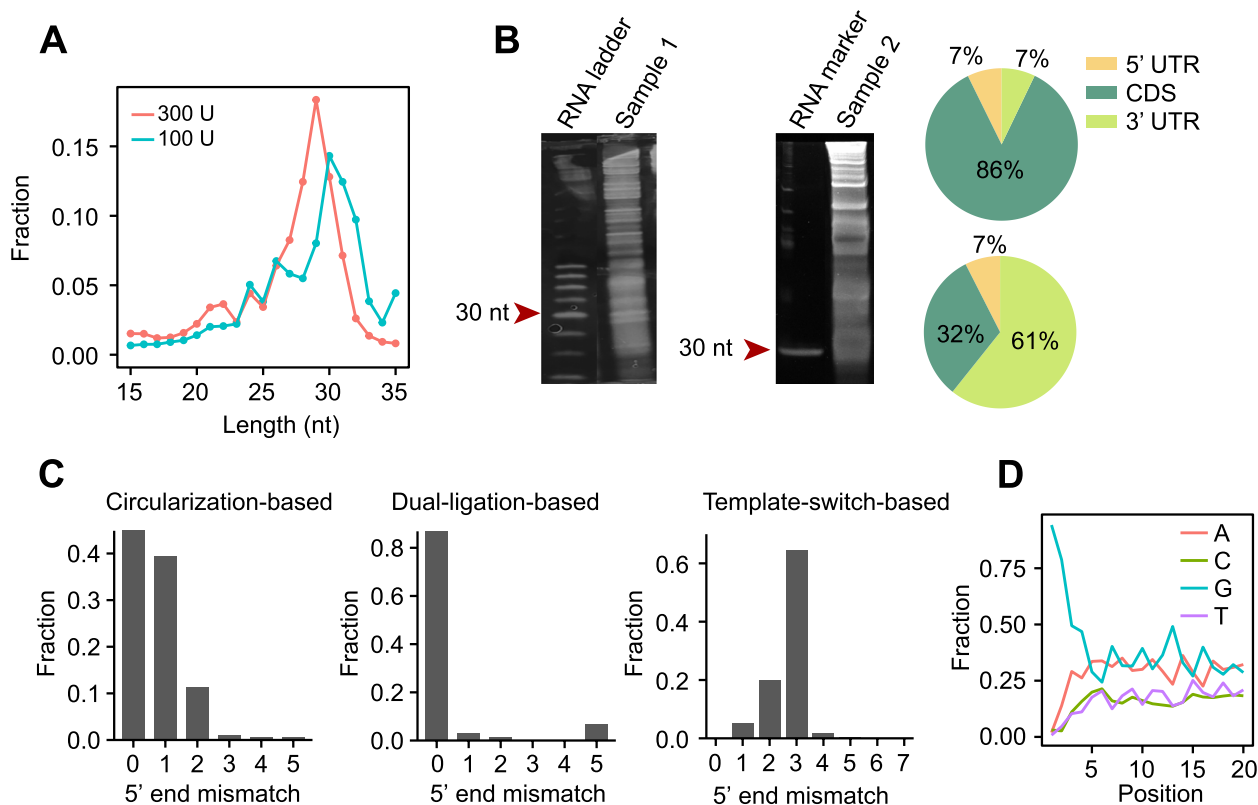 A
300 U
100 U
Fraction
0.15
0.10
0.05
0.00
15 20 25 30 35
Length (nt)
B
RNA ladder
Sample 1
30 nt
RNA marker
Sample 2
30 nt
7% 7%
86%
5’ UTR
CDS
3’ UTR
7%
32% 61%
C
Circularization-based
Fraction
0.4
0.3
0.2
0.1
0.0
0 1 2 3 4 5
5’ end mismatch
Dual-ligation-based
Fraction
0.8
0.6
0.4
0.2
0.0
0 1 2 3 4 5
5’ end mismatch
Template-switch-based
Fraction
0.6
0.4
0.2
0.0
0 1 2 3 4 5 6 7
5’ end mismatch
D
A
C
G
T
Fraction
0.75
0.50
0.25
0.00
5 10 15 20
Position